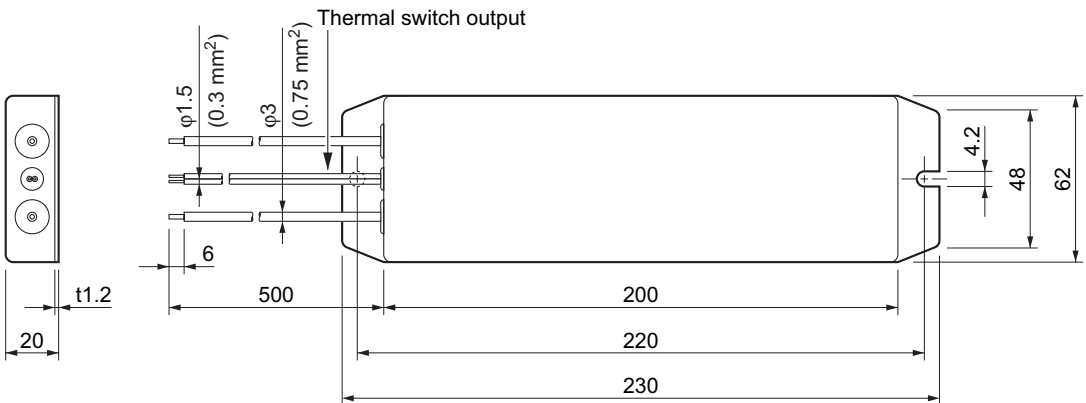 Thermal switch output
φ1.5
(0.3 mm²)
φ3
(0.75 mm²)
4.2
48
62
6
t1.2
500
200
20
220
230